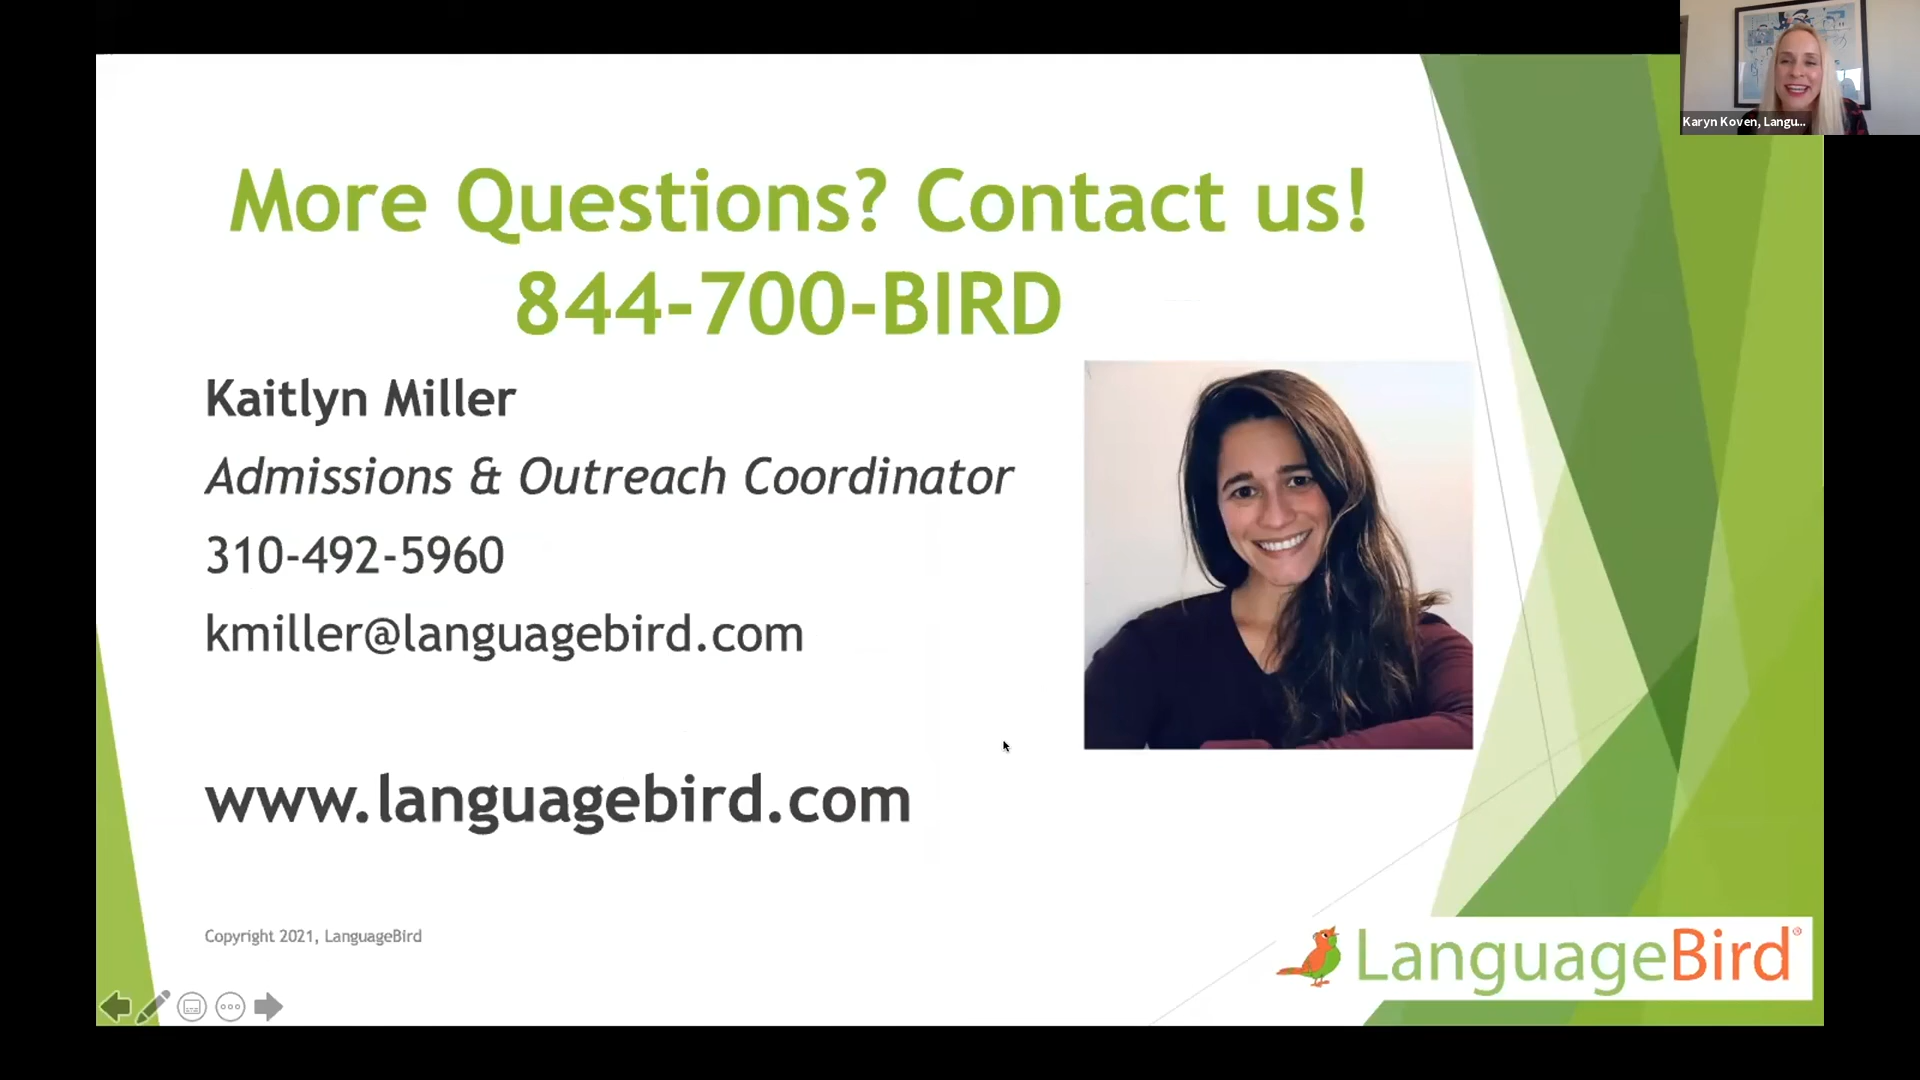 Karyn Koven, Langu...
More Questions? Contact us!
844-700-BIRD
Kaitlyn Miller
Admissions & Outreach Coordinator
310-492-5960
kmiller@languagebird.com
www.languagebird.com
Copyright 2021, LanguageBird
LanguageBird®